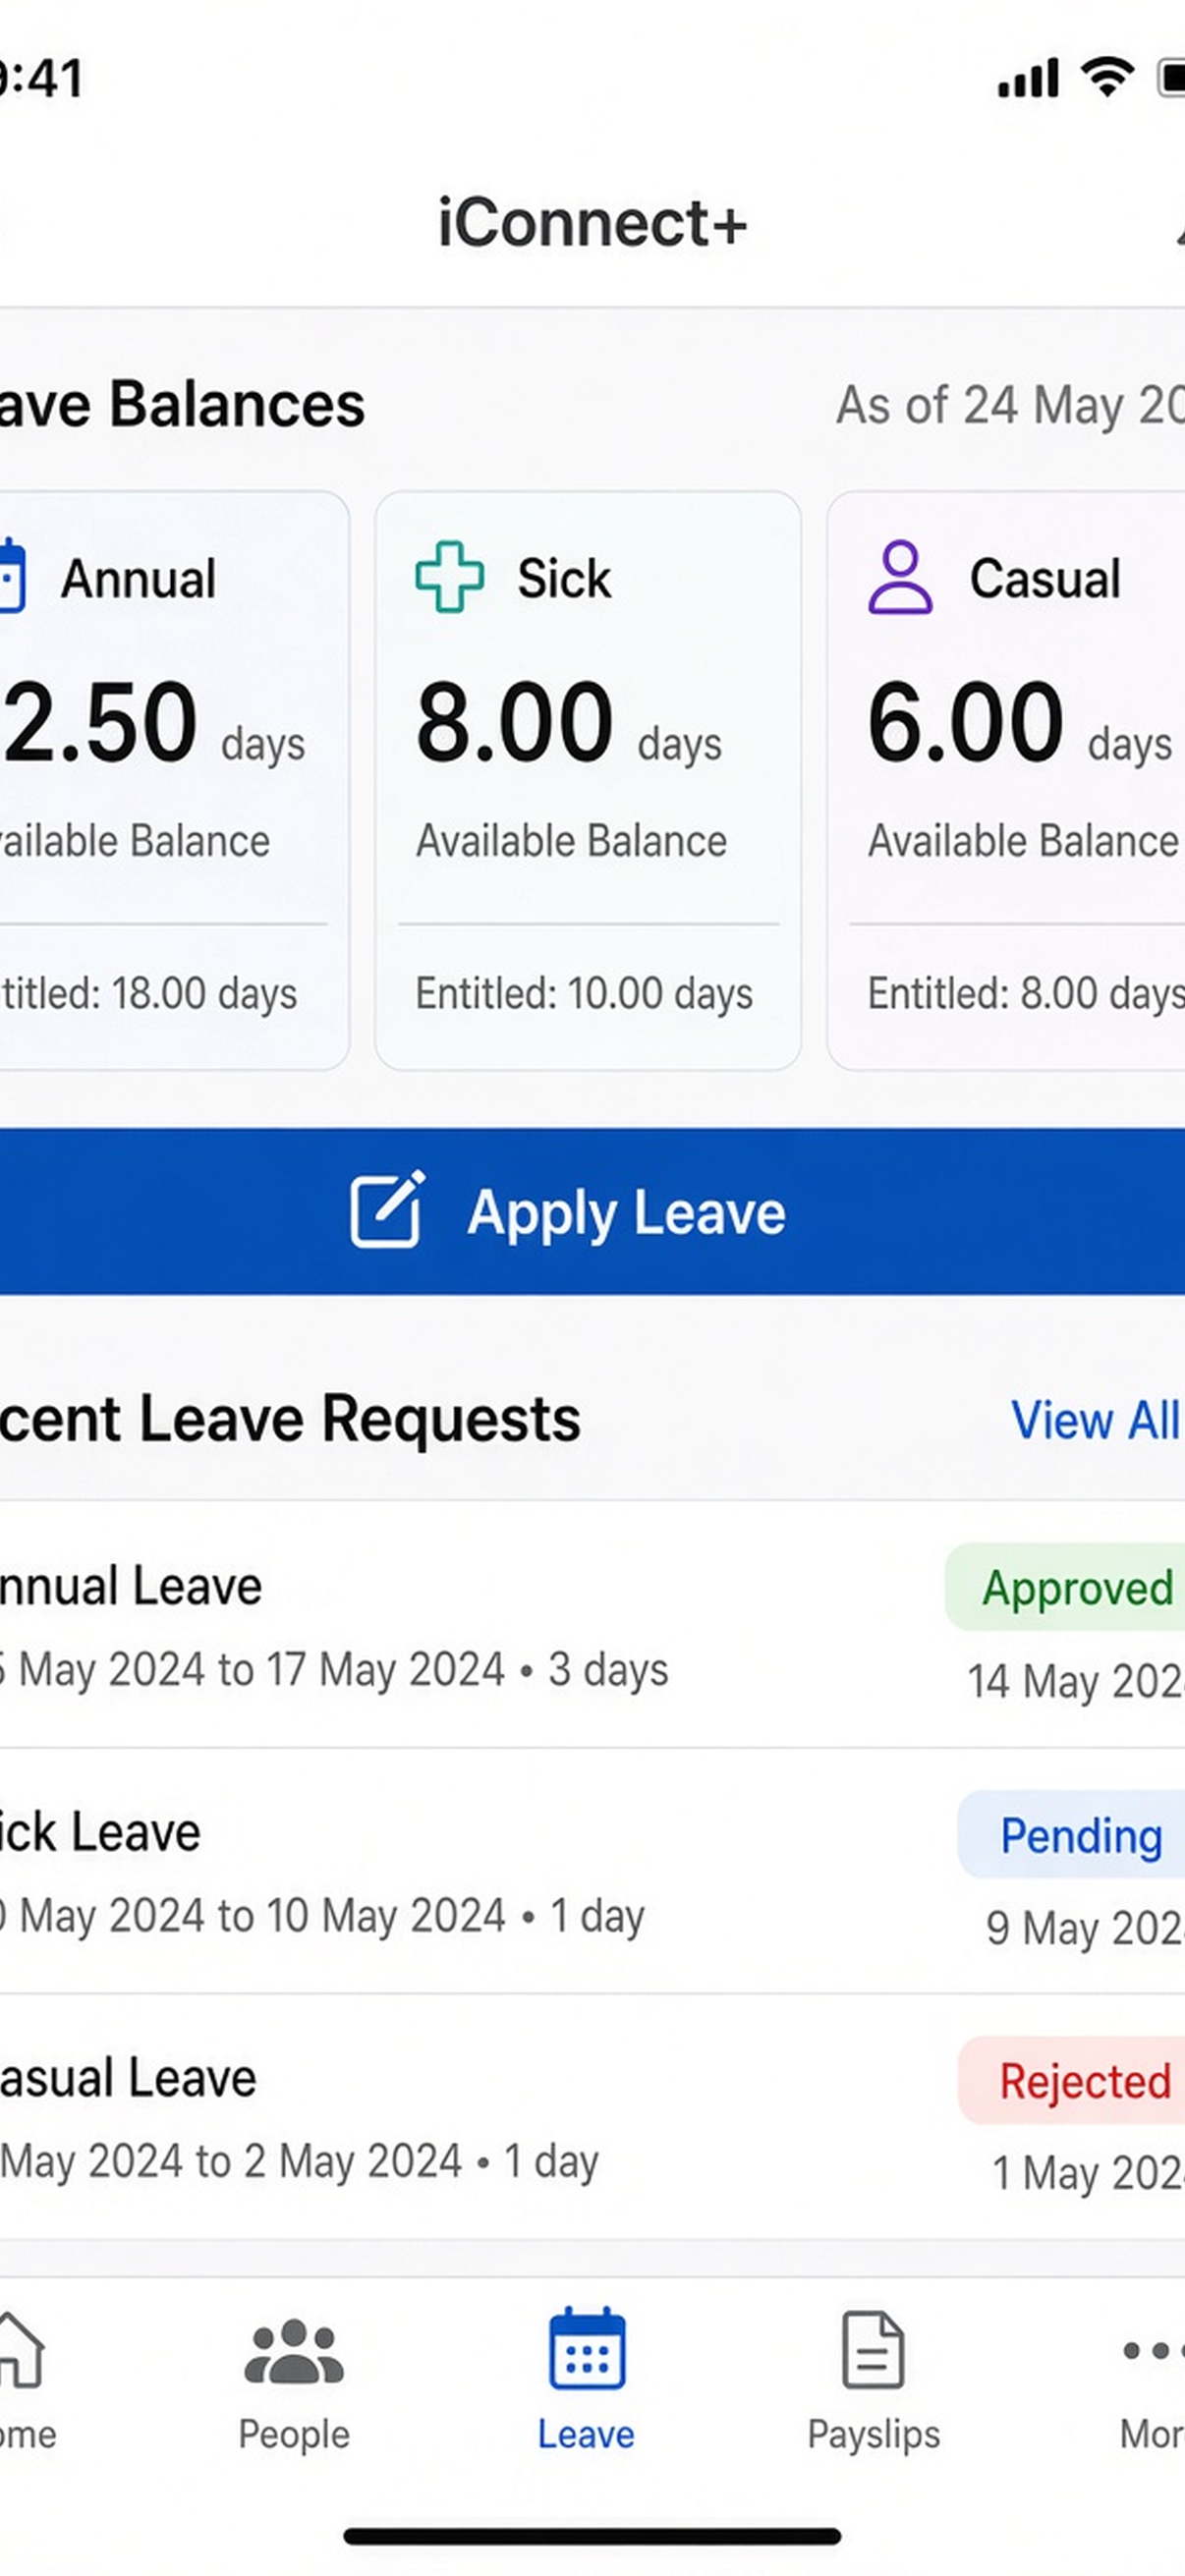 9:41
iConnect+
ave Balances
As of 24 May 20
Annual
2.50 days
ailable Balance
titled: 18.00 days
Sick
8.00 days
Available Balance
Entitled: 10.00 days
Casual
6.00 days
Available Balance
Entitled: 8.00 days
Apply Leave
cent Leave Requests
View All
nnual Leave
Approved
5 May 2024 to 17 May 2024 • 3 days
14 May 202
ick Leave
Pending
0 May 2024 to 10 May 2024 • 1 day
9 May 202
asual Leave
Rejected
May 2024 to 2 May 2024 • 1 day
1 May 202
ome
People
Leave
Payslips
Mor